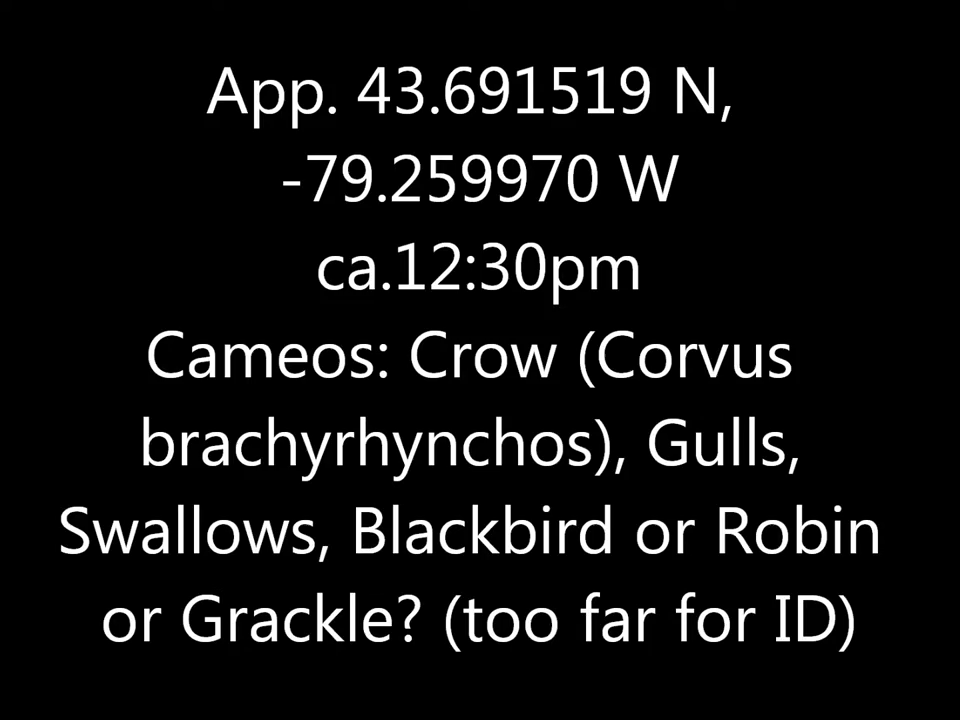 App. 43.691519 N,
-79.259970 W
ca.12:30pm
Cameos: Crow (Corvus
brachyrhynchos), Gulls,
Swallows, Blackbird or Robin
or Grackle? (too far for ID)